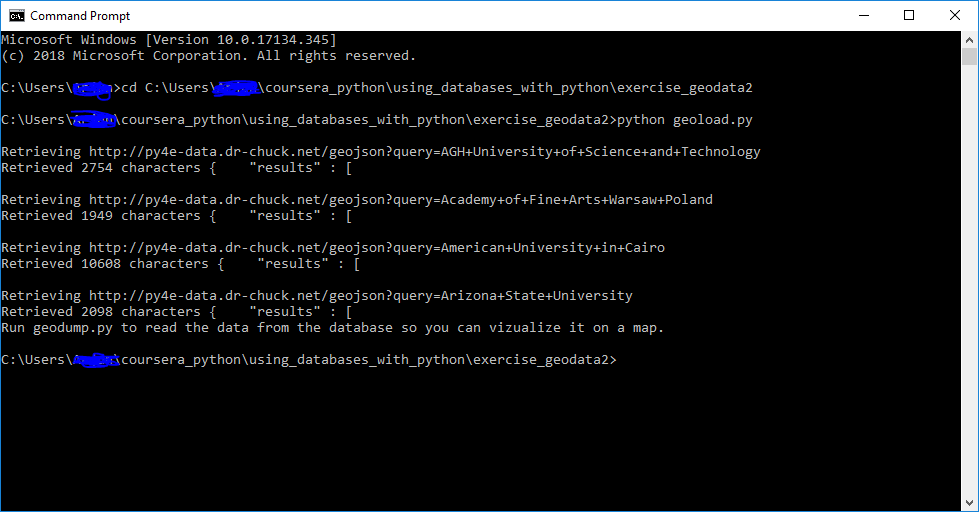 Command Prompt
Microsoft Windows [Version 10.0.17134.345]
(c) 2018 Microsoft Corporation. All rights reserved.
C:\Users\>cd C:\Users\\coursera_python\using_databases_with_python\exercise_geodata2
C:\Users\\coursera_python\using_databases_with_python\exercise_geodata2>python geoload.py
Retrieving http://py4e-data.dr-chuck.net/geojson?query=AGH+University+of+Science+and+Technology
Retrieved 2754 characters {    "results" : [
Retrieving http://py4e-data.dr-chuck.net/geojson?query=Academy+of+Fine+Arts+Warsaw+Poland
Retrieved 1949 characters {    "results" : [
Retrieving http://py4e-data.dr-chuck.net/geojson?query=American+University+in+Cairo
Retrieved 10608 characters {    "results" : [
Retrieving http://py4e-data.dr-chuck.net/geojson?query=Arizona+State+University
Retrieved 2098 characters {    "results" : [
Run geodump.py to read the data from the database so you can vizualize it on a map.
C:\Users\\coursera_python\using_databases_with_python\exercise_geodata2>